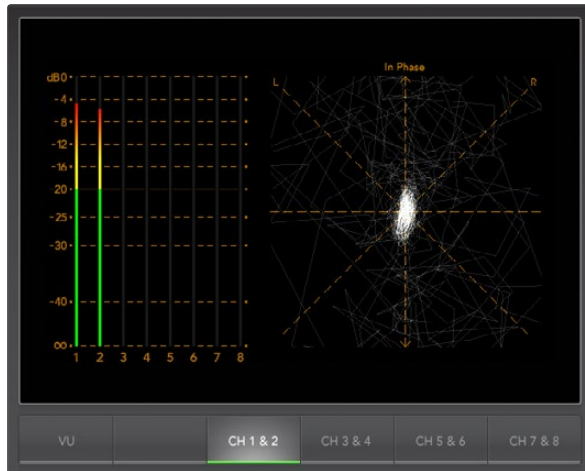 In Phase
dB0
L
R
-4
-8
-12
-16
-20
-25
-30
-40
∞
1 2 3 4 5 6 7 8
VU
CH 1 & 2
CH 3 & 4
CH 5 & 6
CH 7 & 8